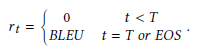 r_t = { 0 t < T
BLEU t = T or EOS .